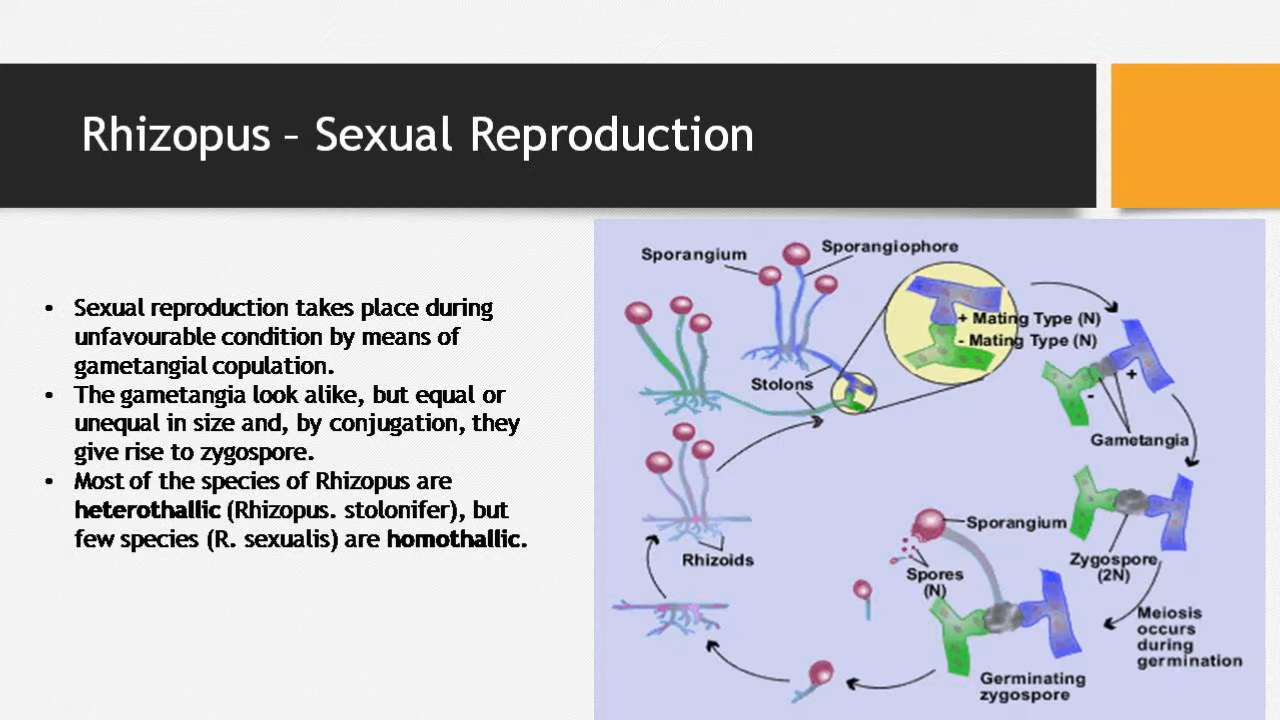 Rhizopus – Sexual Reproduction
• Sexual reproduction takes place during
unfavourable condition by means of
gametangial copulation.
• The gametangia look alike, but equal or
unequal in size and, by conjugation, they
give rise to zygospore.
• Most of the species of Rhizopus are
heterothallic (Rhizopus. stolonifer), but
few species (R. sexualis) are homothallic.
Sporangium
Sporangiophore
+ Mating Type (N)
- Mating Type (N)
Stolons
+
-
Gametangia
Rhizoids
Sporangium
Spores
(N)
Zygospore
(2N)
Meiosis
occurs
during
germination
Germinating
zygospore